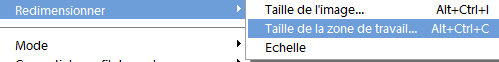 Redimensionner
Taille de l'image... Alt+Ctrl+I
Taille de la zone de travail... Alt+Ctrl+C
Mode
Echelle